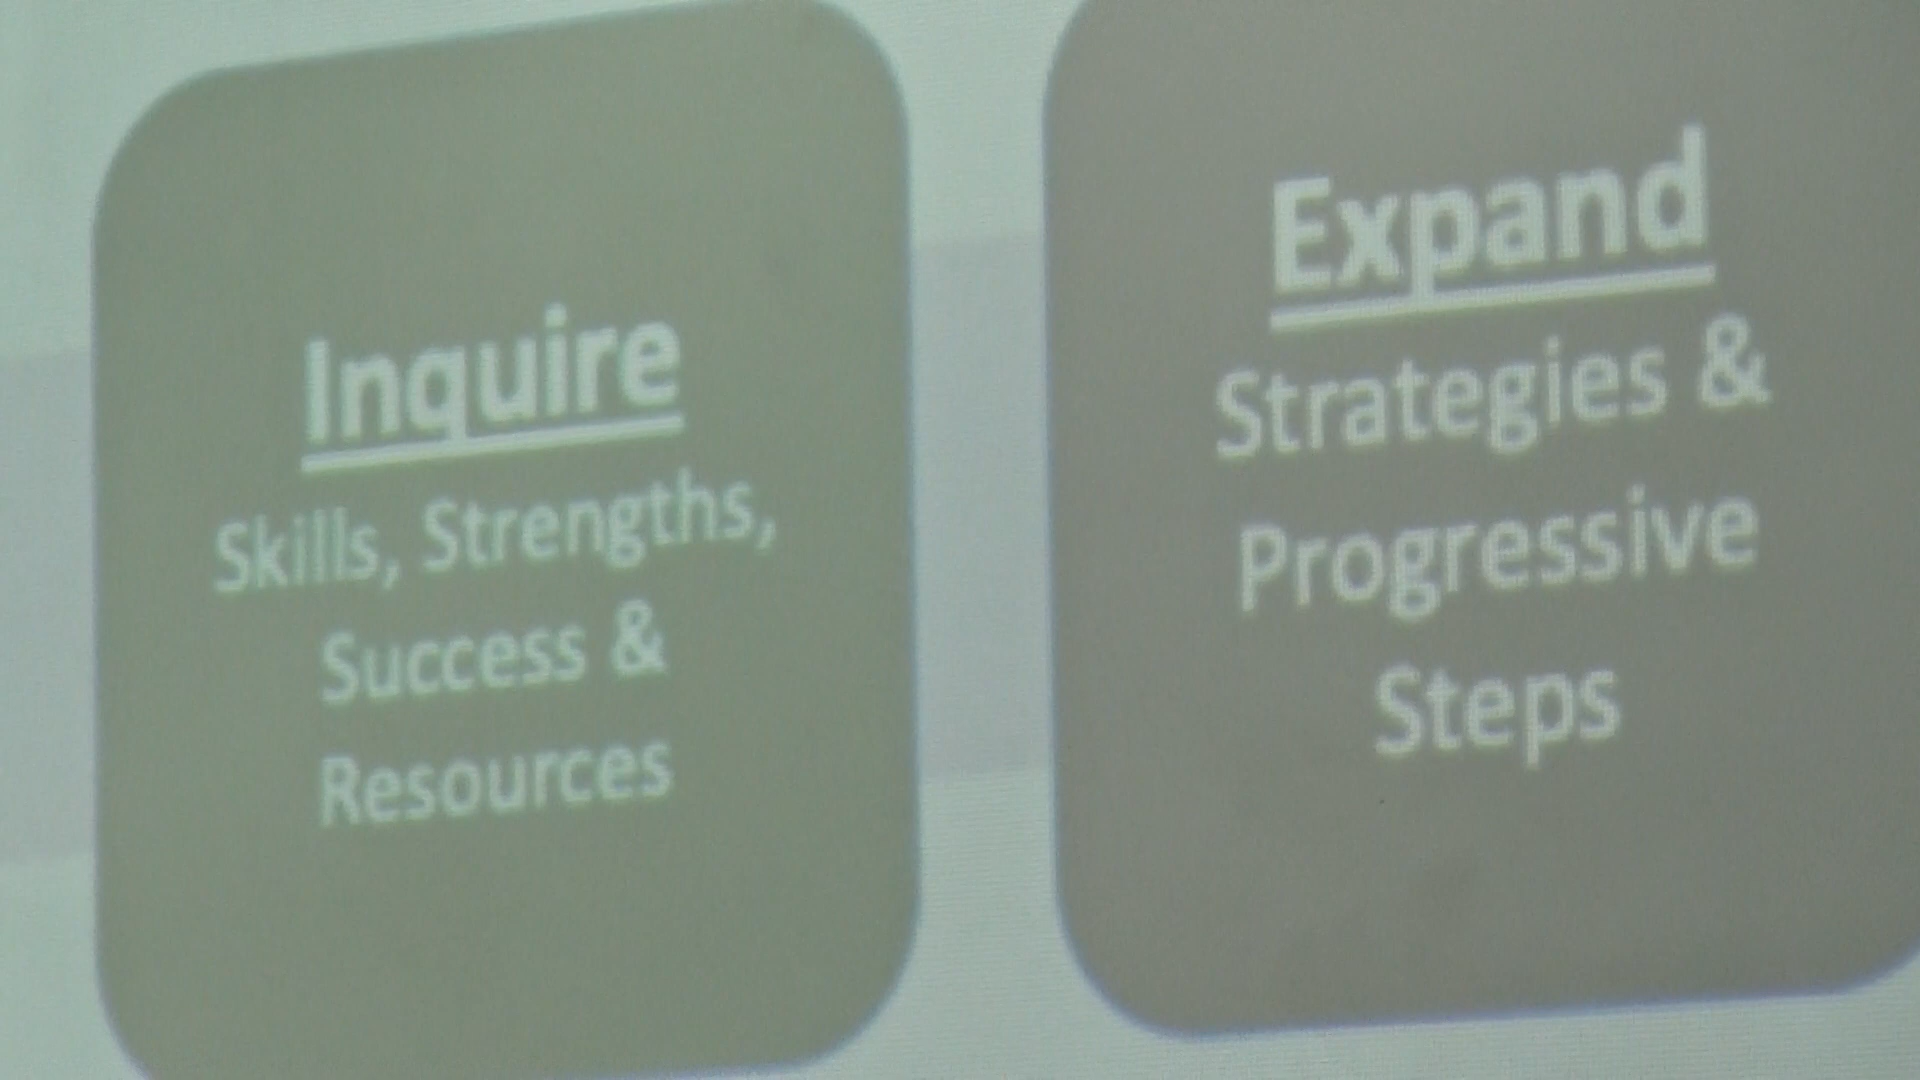 Inquire
Skills, Strengths,
Success &
Resources
Expand
Strategies &
Progressive
Steps